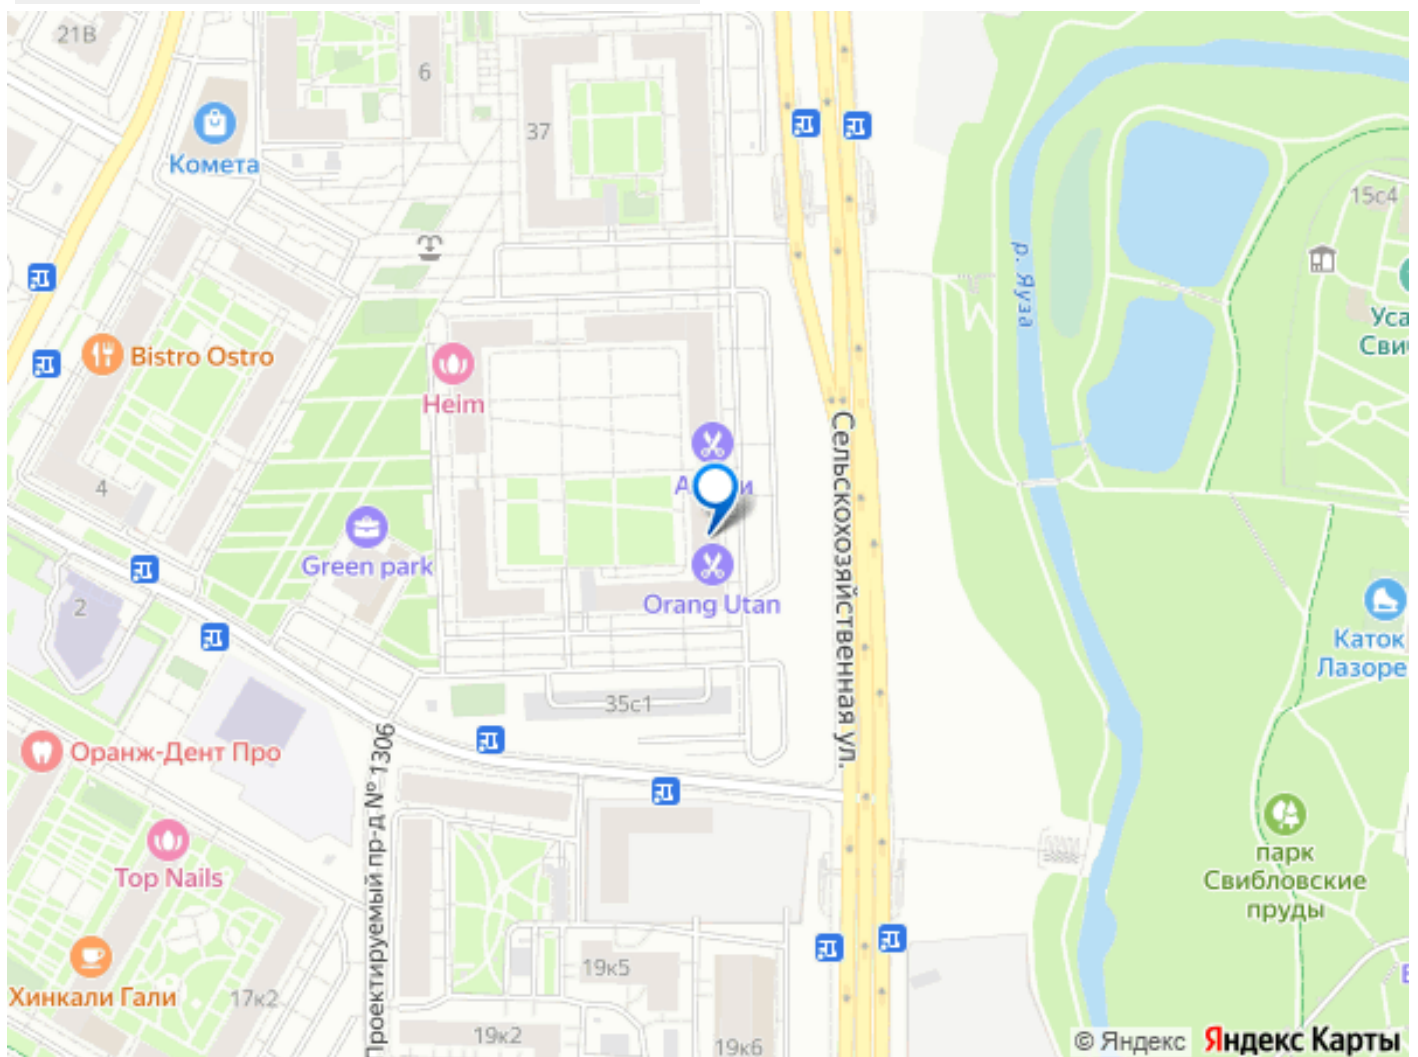 21В
6
37
Комета
15с4
р. Яуза
Уса
Сви
Bistro Ostro
Heim
4
Сельскохозяйственная ул.
Green park
2
Orang Utan
Каток
Лазоре
35с1
Проектируемый пр-д № 1306
Оранж-Дент Про
Top Nails
парк
Свибловские
пруды
19к5
Хинкали Гали
17к2
19к2
19к6
© Яндекс Яндекс Карты